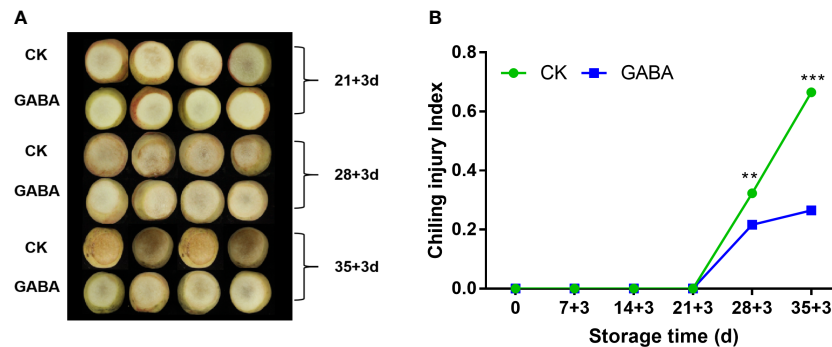 A
CK
GABA
21+3d
CK
GABA
28+3d
CK
GABA
35+3d
B
Chiling injury Index
0.8
0.6
0.4
0.2
0.0
CK
GABA
**
***
0 7+3 14+3 21+3 28+3 35+3
Storage time (d)